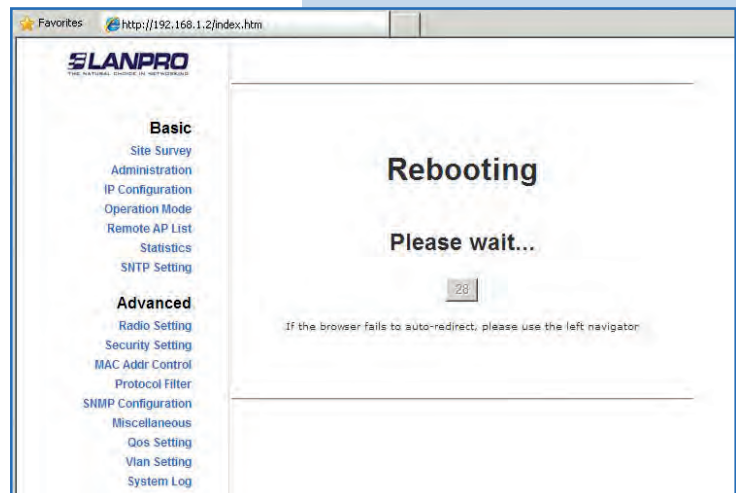 Favorites http://192.168.1.2/index.htm
LANPRO
THE NATURAL CHOICE IN NETWORKING
Basic
Site Survey
Administration
IP Configuration
Operation Mode
Remote AP List
Statistics
SNTP Setting
Advanced
Radio Setting
Security Setting
MAC Addr Control
Protocol Filter
SNMP Configuration
Miscellaneous
Qos Setting
Vlan Setting
System Log
Rebooting
Please wait...
28
If the browser fails to auto-redirect, please use the left navigator